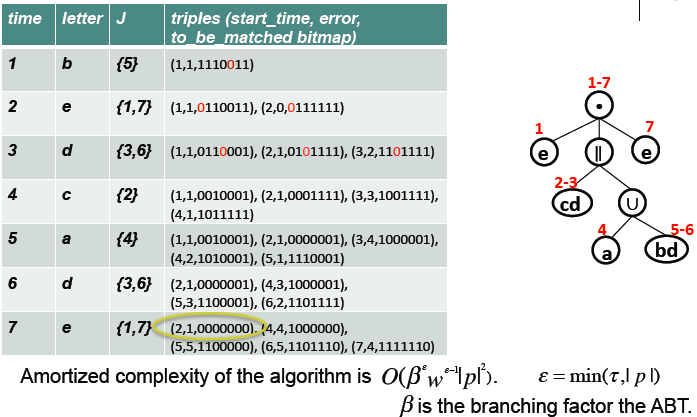 time letter J triples (start_time, error, to_be_matched bitmap)
1 b {5} (1,1,1110011)
2 e {1,7} (1,1,0110011), (2,0,0111111)
3 d {3,6} (1,1,0110001), (2,1,0101111), (3,2,1101111)
4 c {2} (1,1,0010001), (2,1,0001111), (3,3,1001111),
(4,1,1011111)
5 a {4} (1,1,0010001), (2,1,0000001), (3,4,1000001),
(4,2,1010001), (5,1,1110001)
6 d {3,6} (2,1,0000001), (4,3,1000001),
(5,3,1100001), (6,2,1101111)
7 e {1,7} (2,1,0000000), (4,4,1000000),
(5,5,1100000), (6,5,1101110), (7,4,1111110)
1-7
•
1 7
e || e
2-3
cd U
4 5-6
a bd
Amortized complexity of the algorithm is O(β^ε w^(ε-1) |p|^2). ε = min(τ,| p |)
β is the branching factor the ABT.